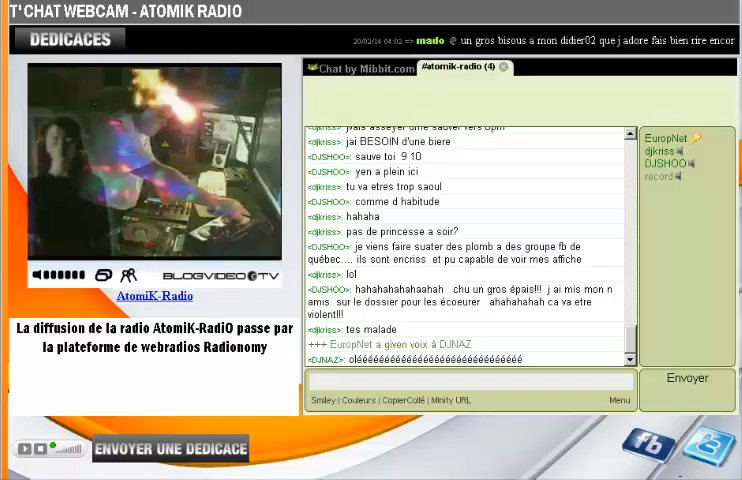 T'CHAT WEBCAM - ATOMIK RADIO
DEDICACES
20/02/14 04:02 => mado @ un gros bisous a mon didier02 que j adore fais bien rire encor
Chat by Mibbit.com
#atomik-radio (4)
<djkriss>: jvais asseyer dme sauver vers
<djkriss>: jai BESOIN d'une biere
<DJSHOO>: sauve toi 9 10
<DJSHOO>: yen a plein ici
<djkriss>: tu va etres trop saoul
<DJSHOO>: comme d habitude
<djkriss>: hahaha
<djkriss>: pas de princesse a soir?
<DJSHOO>: je viens faire suater des plomb a des groupe fb de
québec.... ils sont encriss et pu capable de voir mes affiche
<djkriss>: lol
<DJSHOO>: hahahahahahaahah chu un gros épais!!! j ai mis mon n
amis sur le dossier pour les écoeurer ahahahahah ca va etre
violent!!!
<djkriss>: tes malade
+++ EuropNet a given voix à DJNAZ
<DJNAZ>: oléééééééééééééééééééééééééééééé
EuropNet
djkriss
DJSHOO
record
Envoyer
Smiley | Couleurs | CopierCollé | Minify URL
Menu
BLOGVIDEO TV
AtomiK-Radio
La diffusion de la radio AtomiK-RadiO passe par
la plateforme de webradios Radionomy
ENVOYER UNE DEDICACE
fb